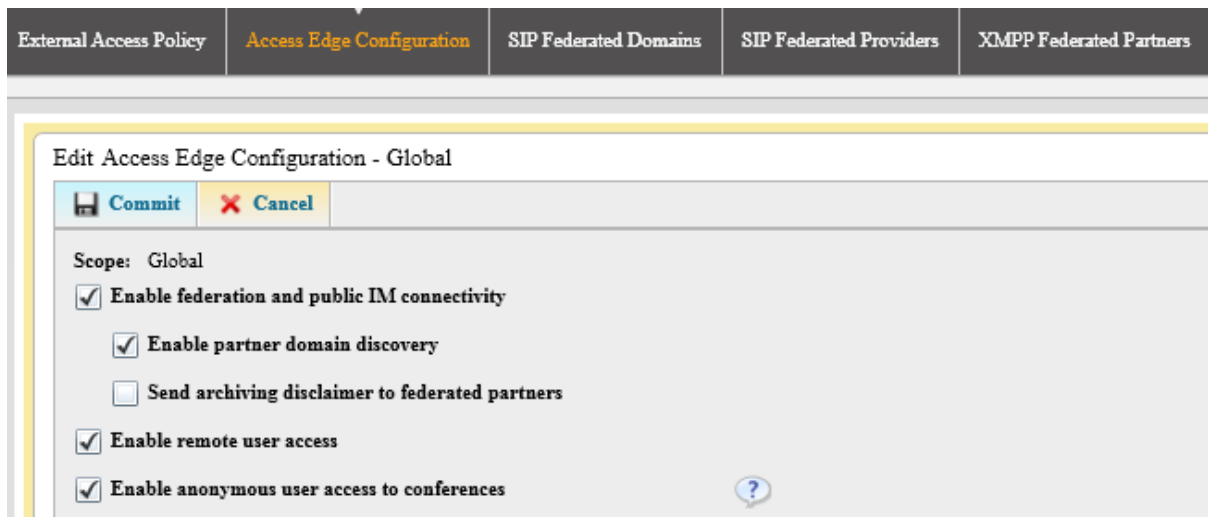 External Access Policy Access Edge Configuration SIP Federated Domains SIP Federated Providers XMPP Federated Partners
Edit Access Edge Configuration - Global
Commit Cancel
Scope: Global
Enable federation and public IM connectivity
Enable partner domain discovery
Send archiving disclaimer to federated partners
Enable remote user access
Enable anonymous user access to conferences ?